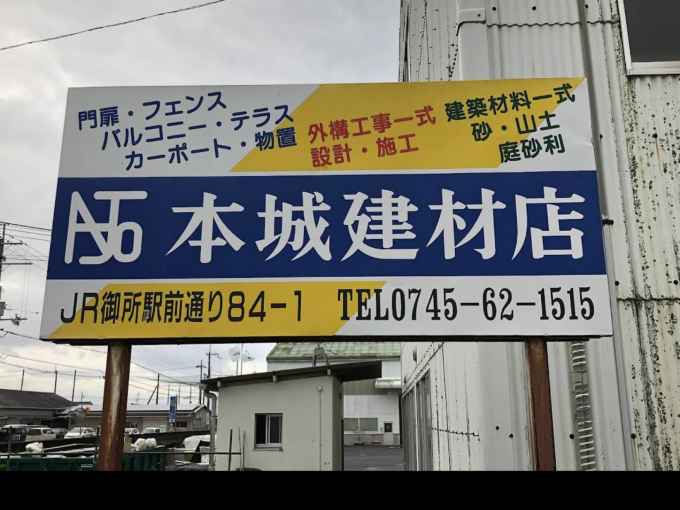 門扉・フェンス
バルコニー・テラス
カーポート・物置
外構工事一式
設計・施工
建築材料一式
砂・山土
庭砂利
本城建材店
JR御所駅前通り84-1 TEL0745-62-1515